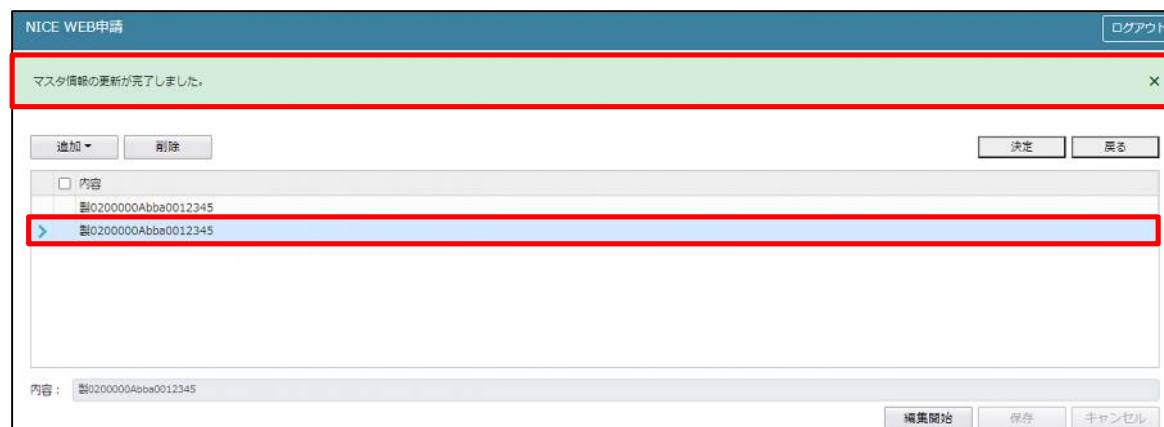 NICE WEB申請
ログアウト
マスタ情報の更新が完了しました。
×
追加▼ 削除 決定 戻る
内容
製0200000Abba0012345
製0200000Abba0012345
内容： 製0200000Abba0012345
編集開始 保存 キャンセル